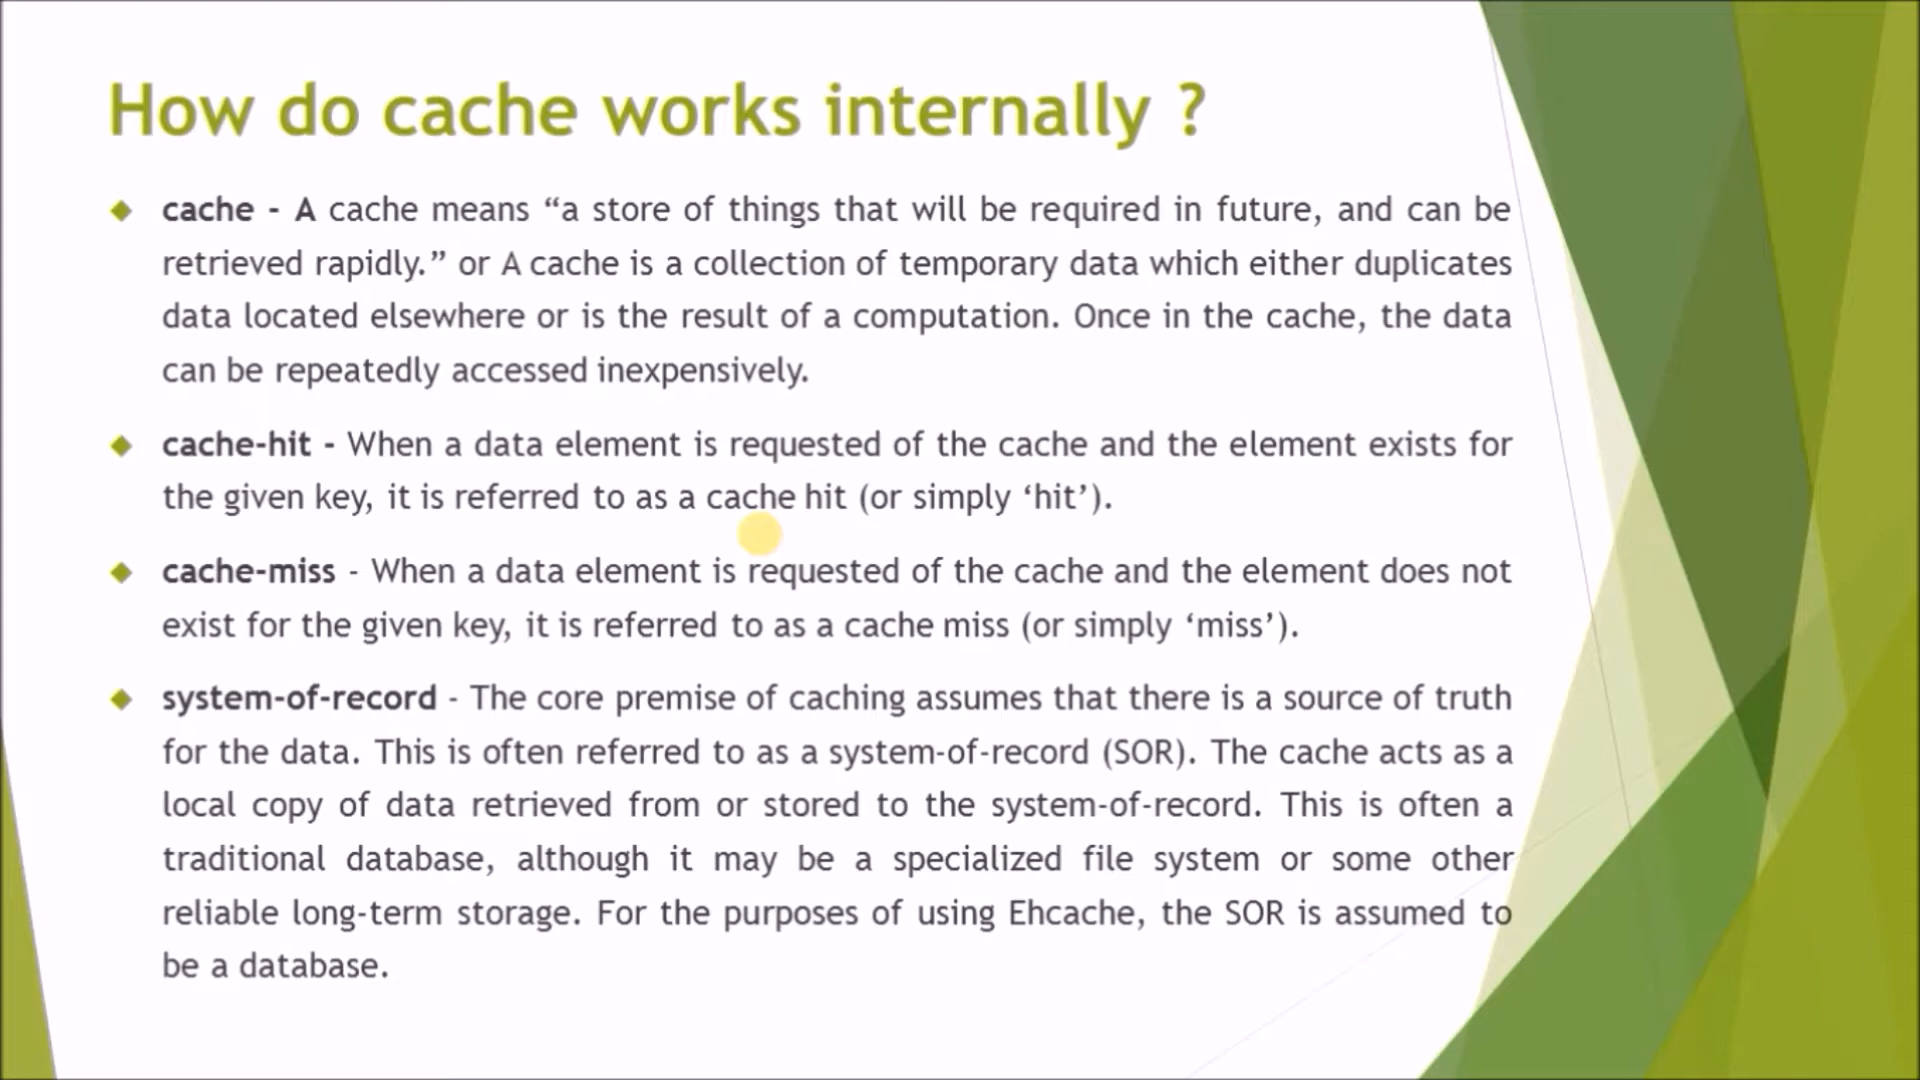 How do cache works internally ?
cache - A cache means “a store of things that will be required in future, and can be
retrieved rapidly.” or A cache is a collection of temporary data which either duplicates
data located elsewhere or is the result of a computation. Once in the cache, the data
can be repeatedly accessed inexpensively.
cache-hit - When a data element is requested of the cache and the element exists for
the given key, it is referred to as a cache hit (or simply ‘hit’).
cache-miss - When a data element is requested of the cache and the element does not
exist for the given key, it is referred to as a cache miss (or simply ‘miss’).
system-of-record - The core premise of caching assumes that there is a source of truth
for the data. This is often referred to as a system-of-record (SOR). The cache acts as a
local copy of data retrieved from or stored to the system-of-record. This is often a
traditional database, although it may be a specialized file system or some other
reliable long-term storage. For the purposes of using Ehcache, the SOR is assumed to
be a database.